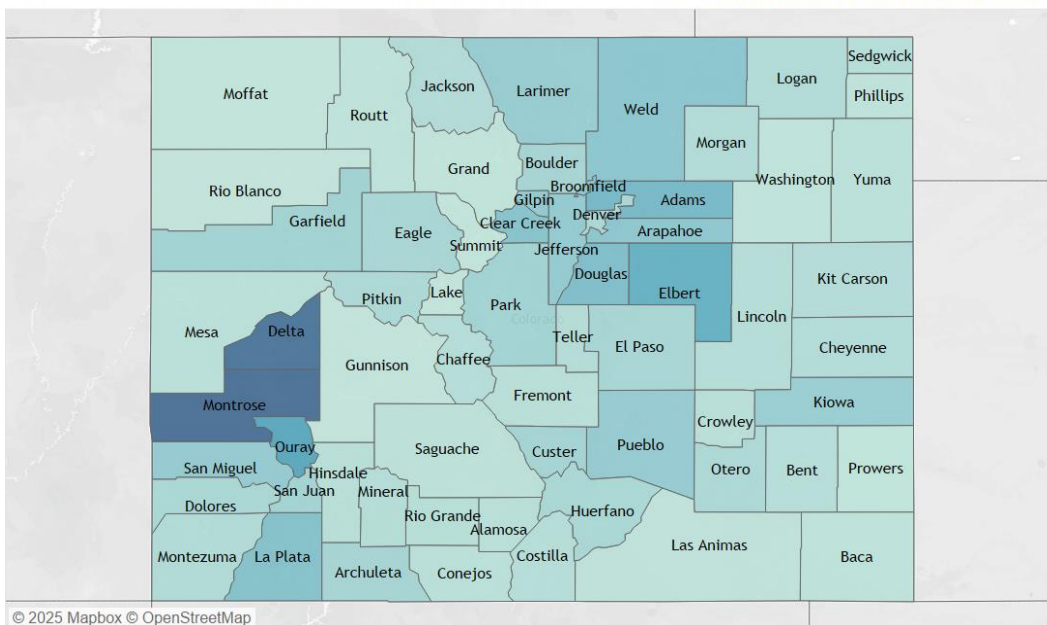 Sedgwick
Logan
Moffat
Jackson
Larimer
Weld
Phillips
Routt
Morgan
Boulder
Grand
Washington
Yuma
Rio Blanco
Broomfield
Gilpin
Adams
Garfield
Clear Creek
Denver
Eagle
Arapahoe
Summit
Jefferson
Douglas
Kit Carson
Elbert
Lake
Pitkin
Park
Lincoln
Colorado
Mesa
Delta
Teller
El Paso
Cheyenne
Chaffee
Gunnison
Fremont
Montrose
Kiowa
Crowley
Ouray
Pueblo
Saguache
Custer
San Miguel
Hinsdale
Otero
Bent
Prowers
San Juan
Mineral
Dolores
Huerfano
Rio Grande
Alamosa
Las Animas
Montezuma
La Plata
Costilla
Baca
Archuleta
Conejos
© 2025 Mapbox © OpenStreetMap